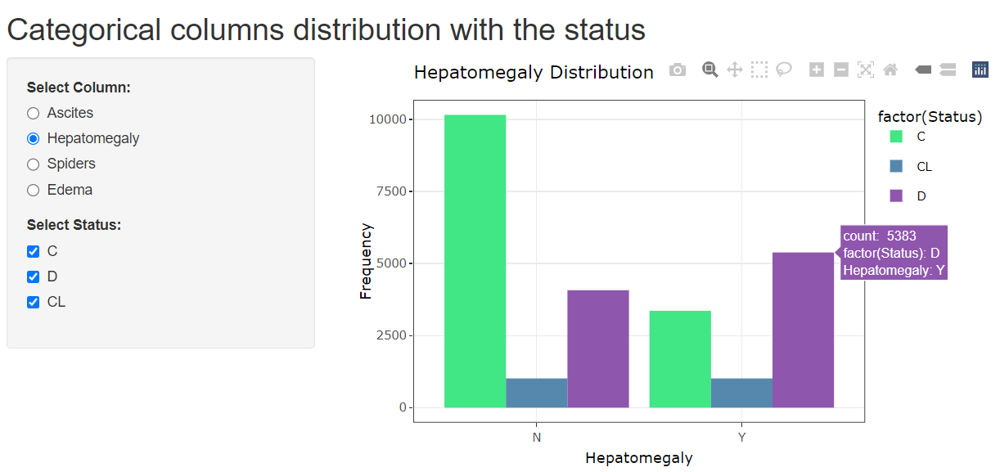 Categorical columns distribution with the status
Select Column:
Ascites
Hepatomegaly
Spiders
Edema
Select Status:
C
D
CL
Hepatomegaly Distribution
Frequency
10000
7500
5000
2500
0
N
Y
Hepatomegaly
factor(Status)
C
CL
D
count: 5383
factor(Status): D
Hepatomegaly: Y